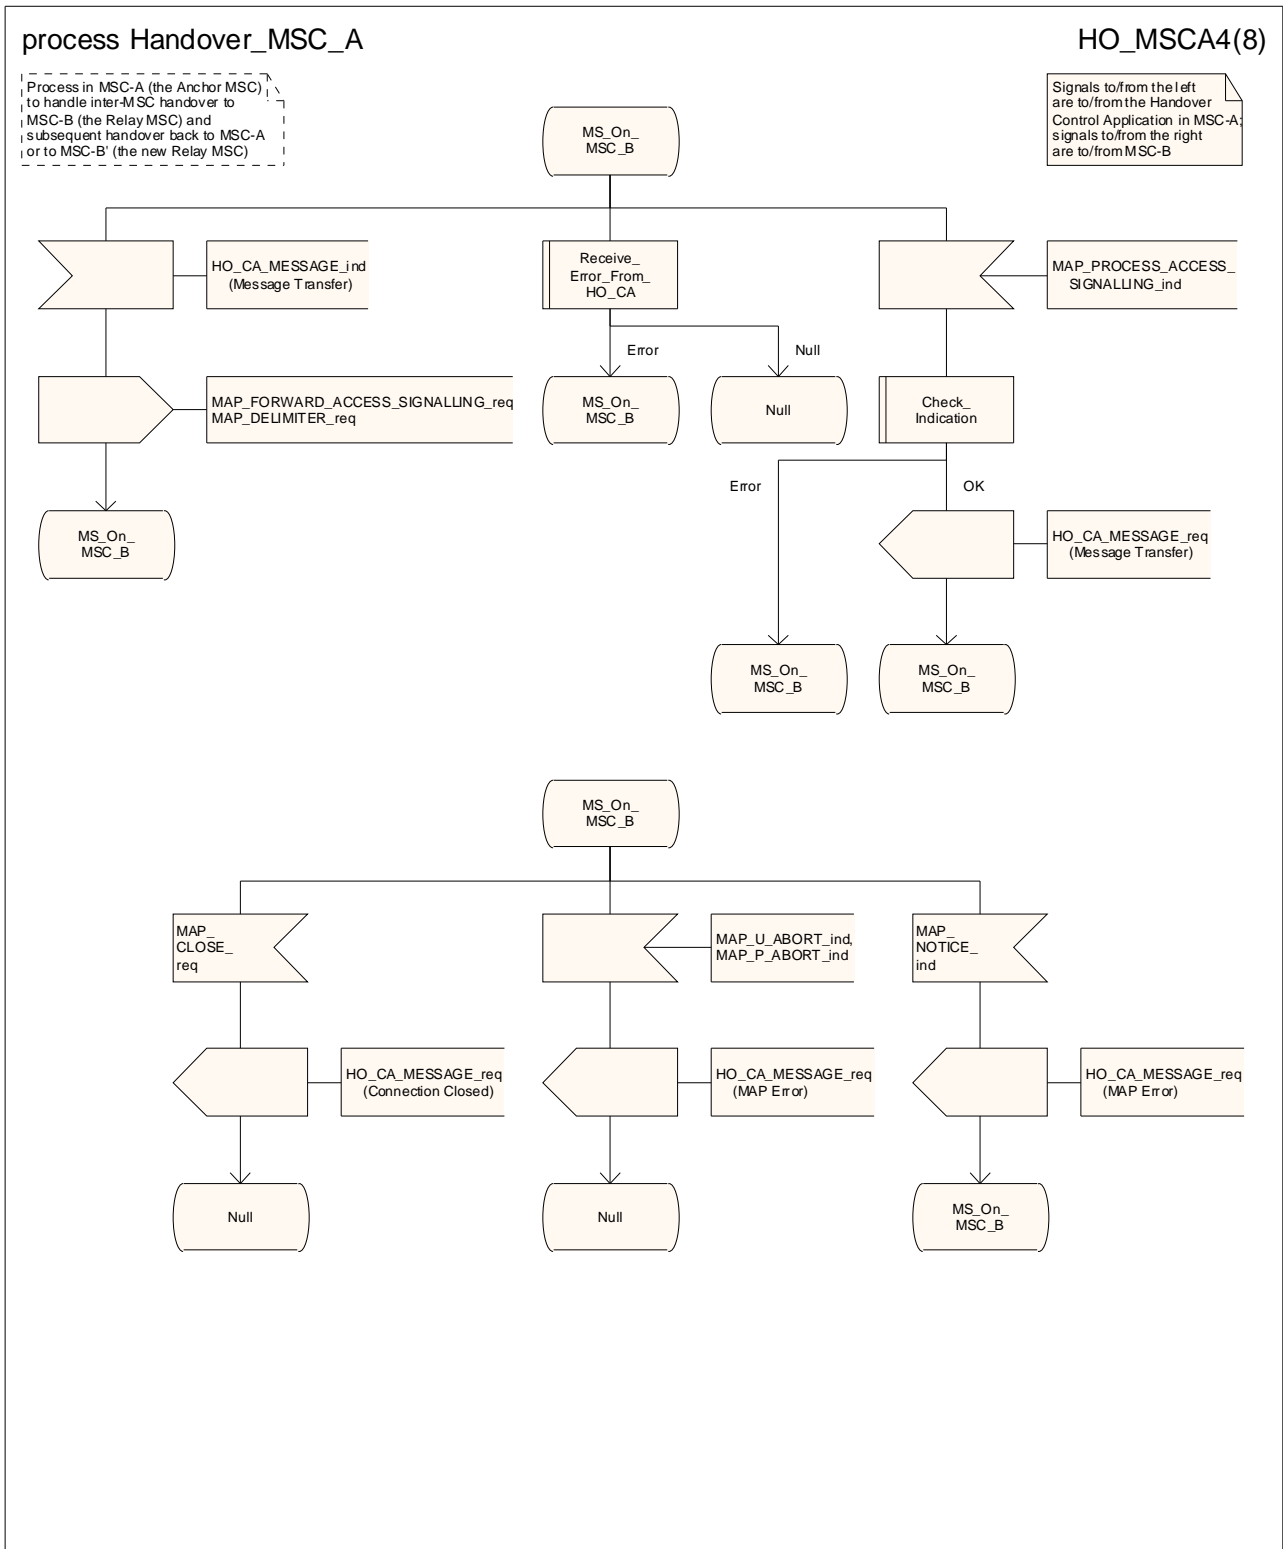 process Handover_MSC_A
HO_MSCA4(8)
Process in MSC-A (the Anchor MSC)
to handle inter-MSC handover to
MSC-B (the Relay MSC) and
subsequent handover back to MSC-A
or to MSC-B' (the new Relay MSC)
Signals to/from the left
are to/from the Handover
Control Application in MSC-A;
signals to/from the right
are to/from MSC-B
MS_On_
MSC_B
HO_CA_MESSAGE_ind
(Message Transfer)
Receive_
Error_From_
HO_CA
MAP_PROCESS_ACCESS_
SIGNALLING_ind
Error
Null
MAP_FORWARD_ACCESS_SIGNALLING_req
MAP_DELIMITER_req
MS_On_
MSC_B
Null
Check_
Indication
Error
OK
MS_On_
MSC_B
HO_CA_MESSAGE_req
(Message Transfer)
MS_On_
MSC_B
MS_On_
MSC_B
MS_On_
MSC_B
MAP_
CLOSE_
req
MAP_U_ABORT_ind,
MAP_P_ABORT_ind
MAP_
NOTICE_
ind
HO_CA_MESSAGE_req
(Connection Closed)
HO_CA_MESSAGE_req
(MAP Error)
HO_CA_MESSAGE_req
(MAP Error)
Null
Null
MS_On_
MSC_B